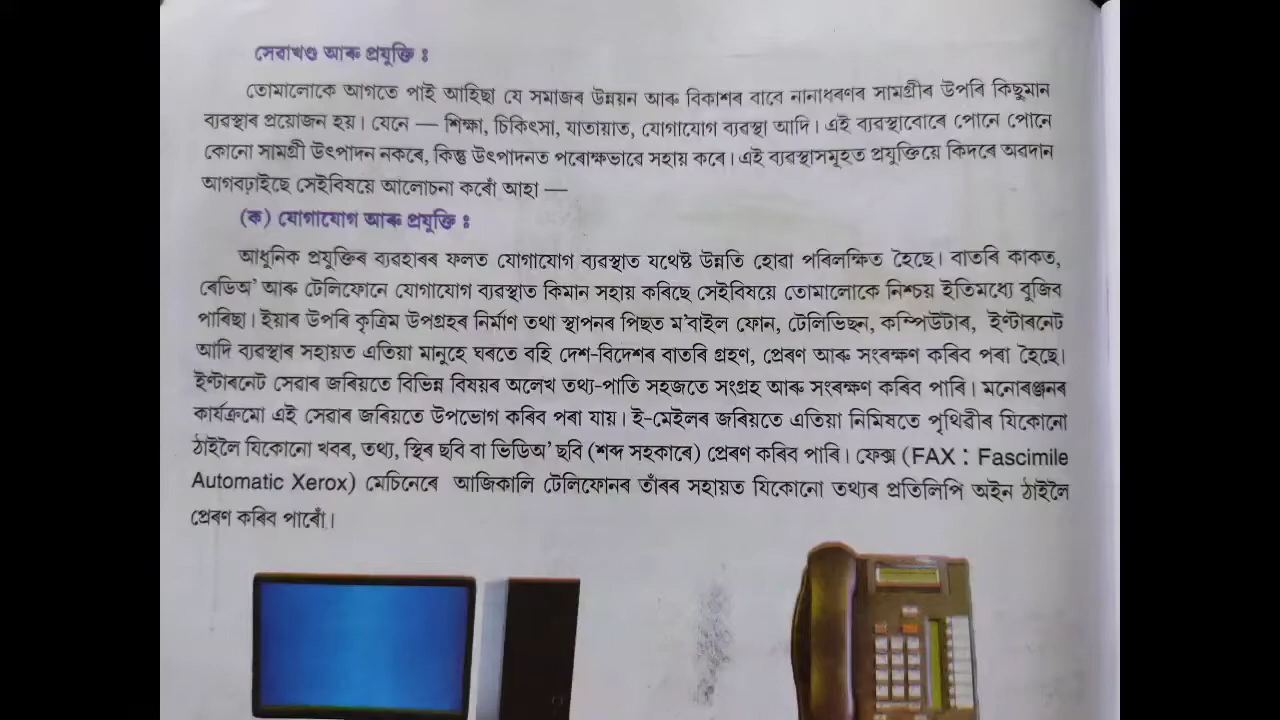 সেৱাখণ্ড আৰু প্ৰযুক্তি :
তোমালোকে আগতে পাই আহিছা যে সমাজৰ উন্নয়ন আৰু বিকাশৰ বাবে নানাধৰণৰ সামগ্ৰীৰ উপৰি কিছুমান
ব্যৱস্থাৰ প্ৰয়োজন হয়। যেনে — শিক্ষা, চিকিৎসা, যাতায়াত, যোগাযোগ ব্যৱস্থা আদি। এই ব্যৱস্থাবোৰে পোনে পোনে
কোনো সামগ্ৰী উৎপাদন নকৰে, কিন্তু উৎপাদনত পৰোক্ষভাৱে সহায় কৰে। এই ব্যৱস্থাসমূহত প্ৰযুক্তিয়ে কিদৰে অৱদান
আগবঢ়াইছে সেইবিষয়ে আলোচনা কৰোঁ আহা —
(ক) যোগাযোগ আৰু প্ৰযুক্তি :
আধুনিক প্ৰযুক্তিৰ ব্যৱহাৰৰ ফলত যোগাযোগ ব্যৱস্থাত যথেষ্ট উন্নতি হোৱা পৰিলক্ষিত হৈছে। বাতৰি কাকত,
ৰেডিঅ' আৰু টেলিফোনে যোগাযোগ ব্যৱস্থাত কিমান সহায় কৰিছে সেইবিষয়ে তোমালোকে নিশ্চয় ইতিমধ্যে বুজিব
পাৰিছা। ইয়াৰ উপৰি কৃত্ৰিম উপগ্ৰহৰ নিৰ্মাণ তথা স্থাপনৰ পিছত ম'বাইল ফোন, টেলিভিছন, কম্পিউটাৰ, ইণ্টাৰনেট
আদি ব্যৱস্থাৰ সহায়ত এতিয়া মানুহে ঘৰতে বহি দেশ-বিদেশৰ বাতৰি গ্ৰহণ, প্ৰেৰণ আৰু সংৰক্ষণ কৰিব পৰা হৈছে।
ইণ্টাৰনেট সেৱাৰ জৰিয়তে বিভিন্ন বিষয়ৰ অলেখ তথ্য-পাতি সহজতে সংগ্ৰহ আৰু সংৰক্ষণ কৰিব পাৰি। মনোৰঞ্জনৰ
কাৰ্যক্ৰমো এই সেৱাৰ জৰিয়তে উপভোগ কৰিব পৰা যায়। ই-মেইলৰ জৰিয়তে এতিয়া নিমিষতে পৃথিৱীৰ যিকোনো
ঠাইলৈ যিকোনো খবৰ, তথ্য, স্থিৰ ছবি বা ভিডিঅ' ছবি (শব্দ সহকাৰে) প্ৰেৰণ কৰিব পাৰি। ফেক্স (FAX : Fascimile
Automatic Xerox) মেচিনেৰে আজিকালি টেলিফোনৰ তাঁৰৰ সহায়ত যিকোনো তথ্যৰ প্ৰতিলিপি অইন ঠাইলৈ
প্ৰেৰণ কৰিব পাৰোঁ।